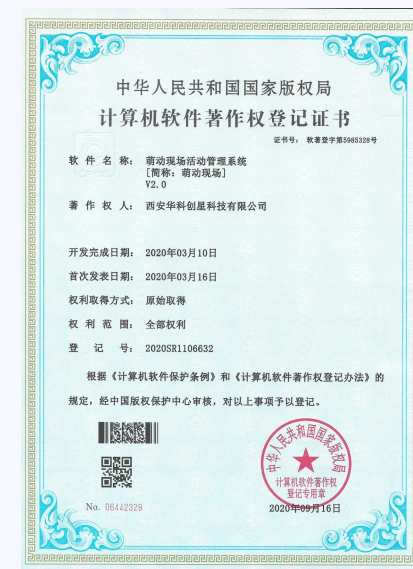 中华人民共和国国家版权局
计算机软件著作权登记证书
证书号： 软著登字第5985328号
软件名称： 萌动现场活动管理系统
[简称：萌动现场]
V2.0
著作权人： 西安华科创星科技有限公司
开发完成日期： 2020年03月10日
首次发表日期： 2020年03月16日
权利取得方式： 原始取得
权利范围： 全部权利
登记号： 2020SR1106632
根据《计算机软件保护条例》和《计算机软件著作权登记办法》的
规定，经中国版权保护中心审核，对以上事项予以登记。
中华人民共和国国家版权局
计算机软件著作权
登记专用章
No. 06442329
2020年09月16日